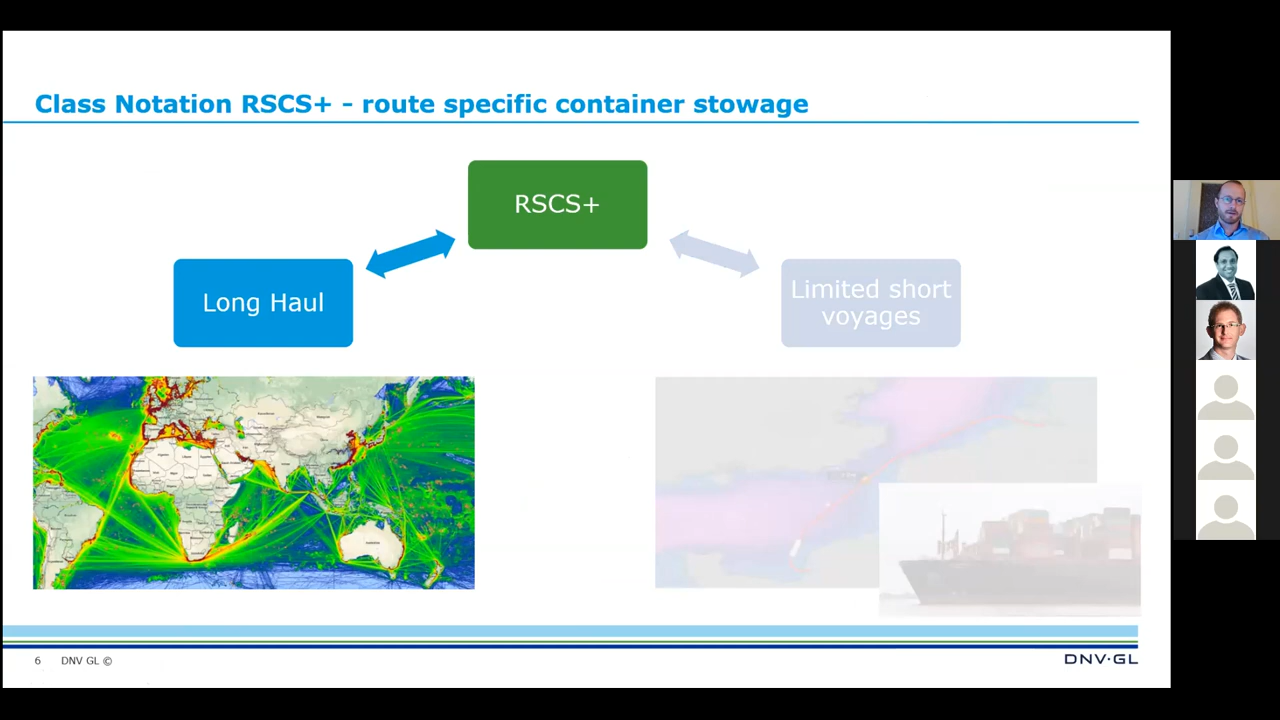 Class Notation RSCS+ - route specific container stowage
RSCS+
Long Haul
Limited short
voyages
6 DNV GL ©
DNV·GL